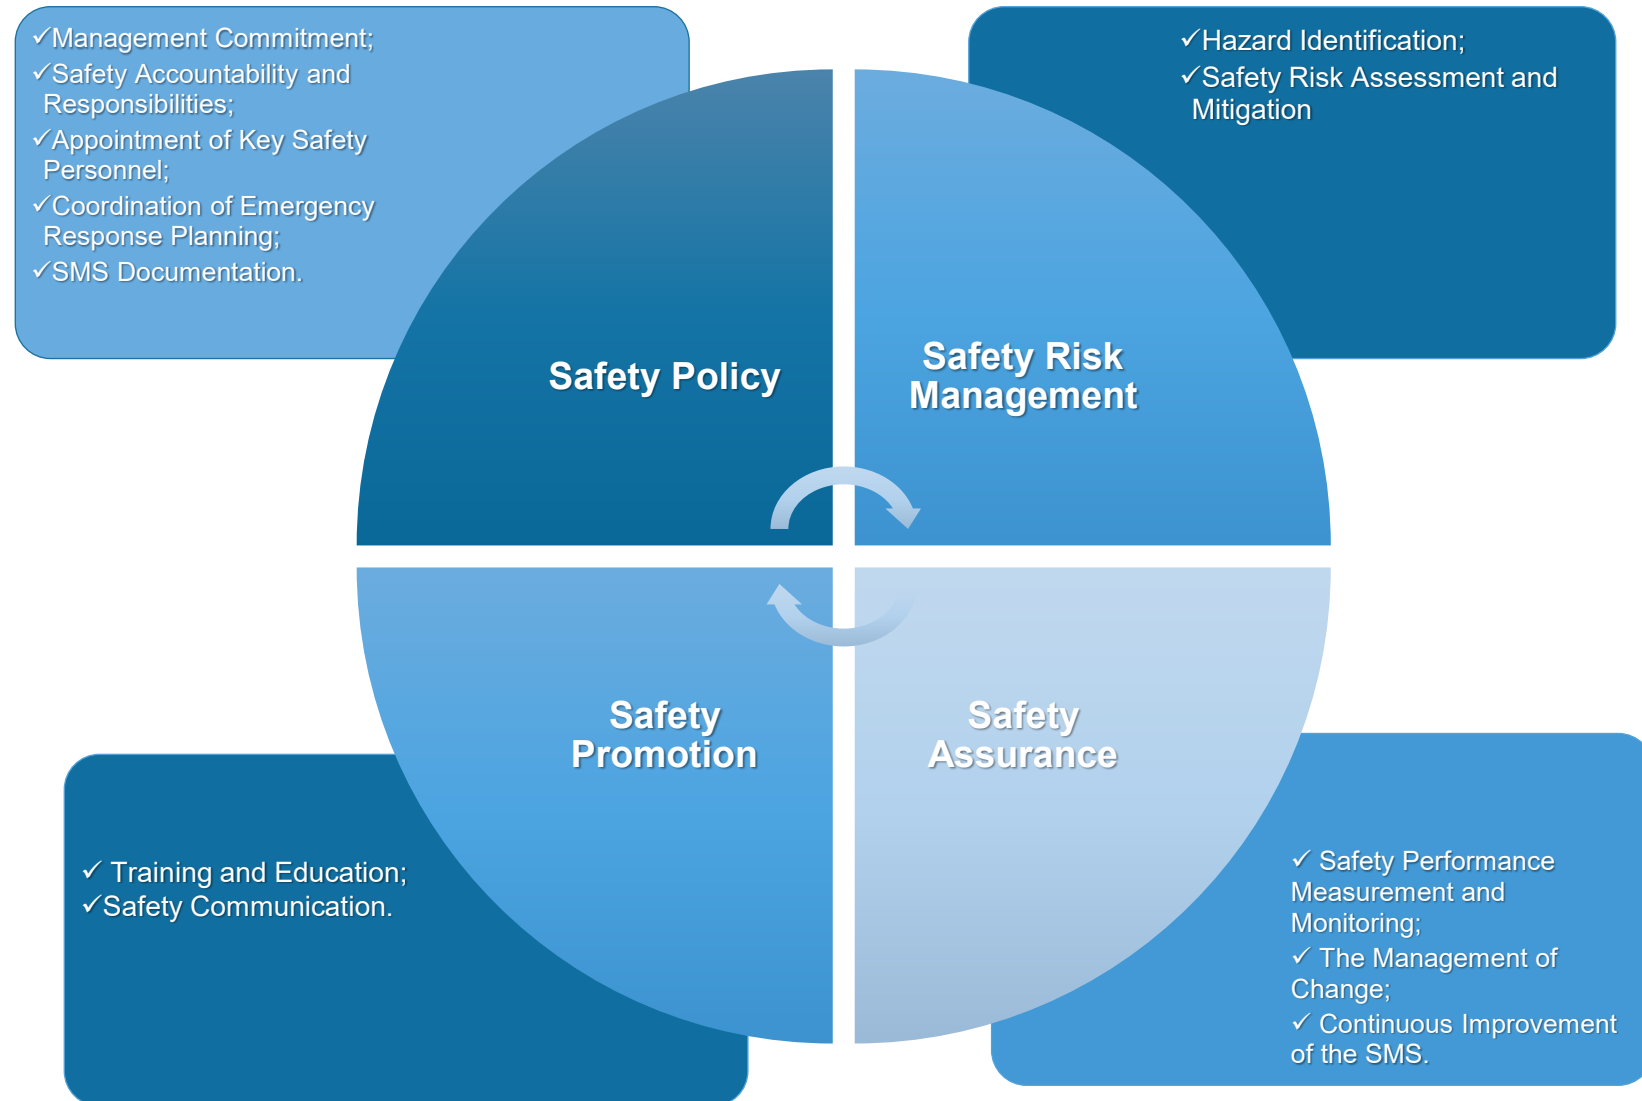 ✓Management Commitment;
✓Safety Accountability and
Responsibilities;
✓Appointment of Key Safety
Personnel;
✓Coordination of Emergency
Response Planning;
✓SMS Documentation.
✓Hazard Identification;
✓Safety Risk Assessment and
Mitigation
Safety Policy
Safety Risk
Management
Safety
Promotion
Safety
Assurance
✓ Training and Education;
✓Safety Communication.
✓ Safety Performance
Measurement and
Monitoring;
✓ The Management of
Change;
✓ Continuous Improvement
of the SMS.